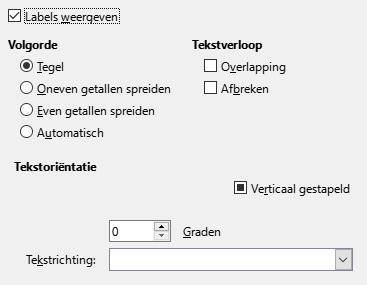 Labels weergeven
Volgorde
Tegel
Oneven getallen spreiden
Even getallen spreiden
Automatisch
Tekstverloop
Overlapping
Afbreken
Tekstoriëntatie
Verticaal gestapeld
0 Graden
Tekstrichting: